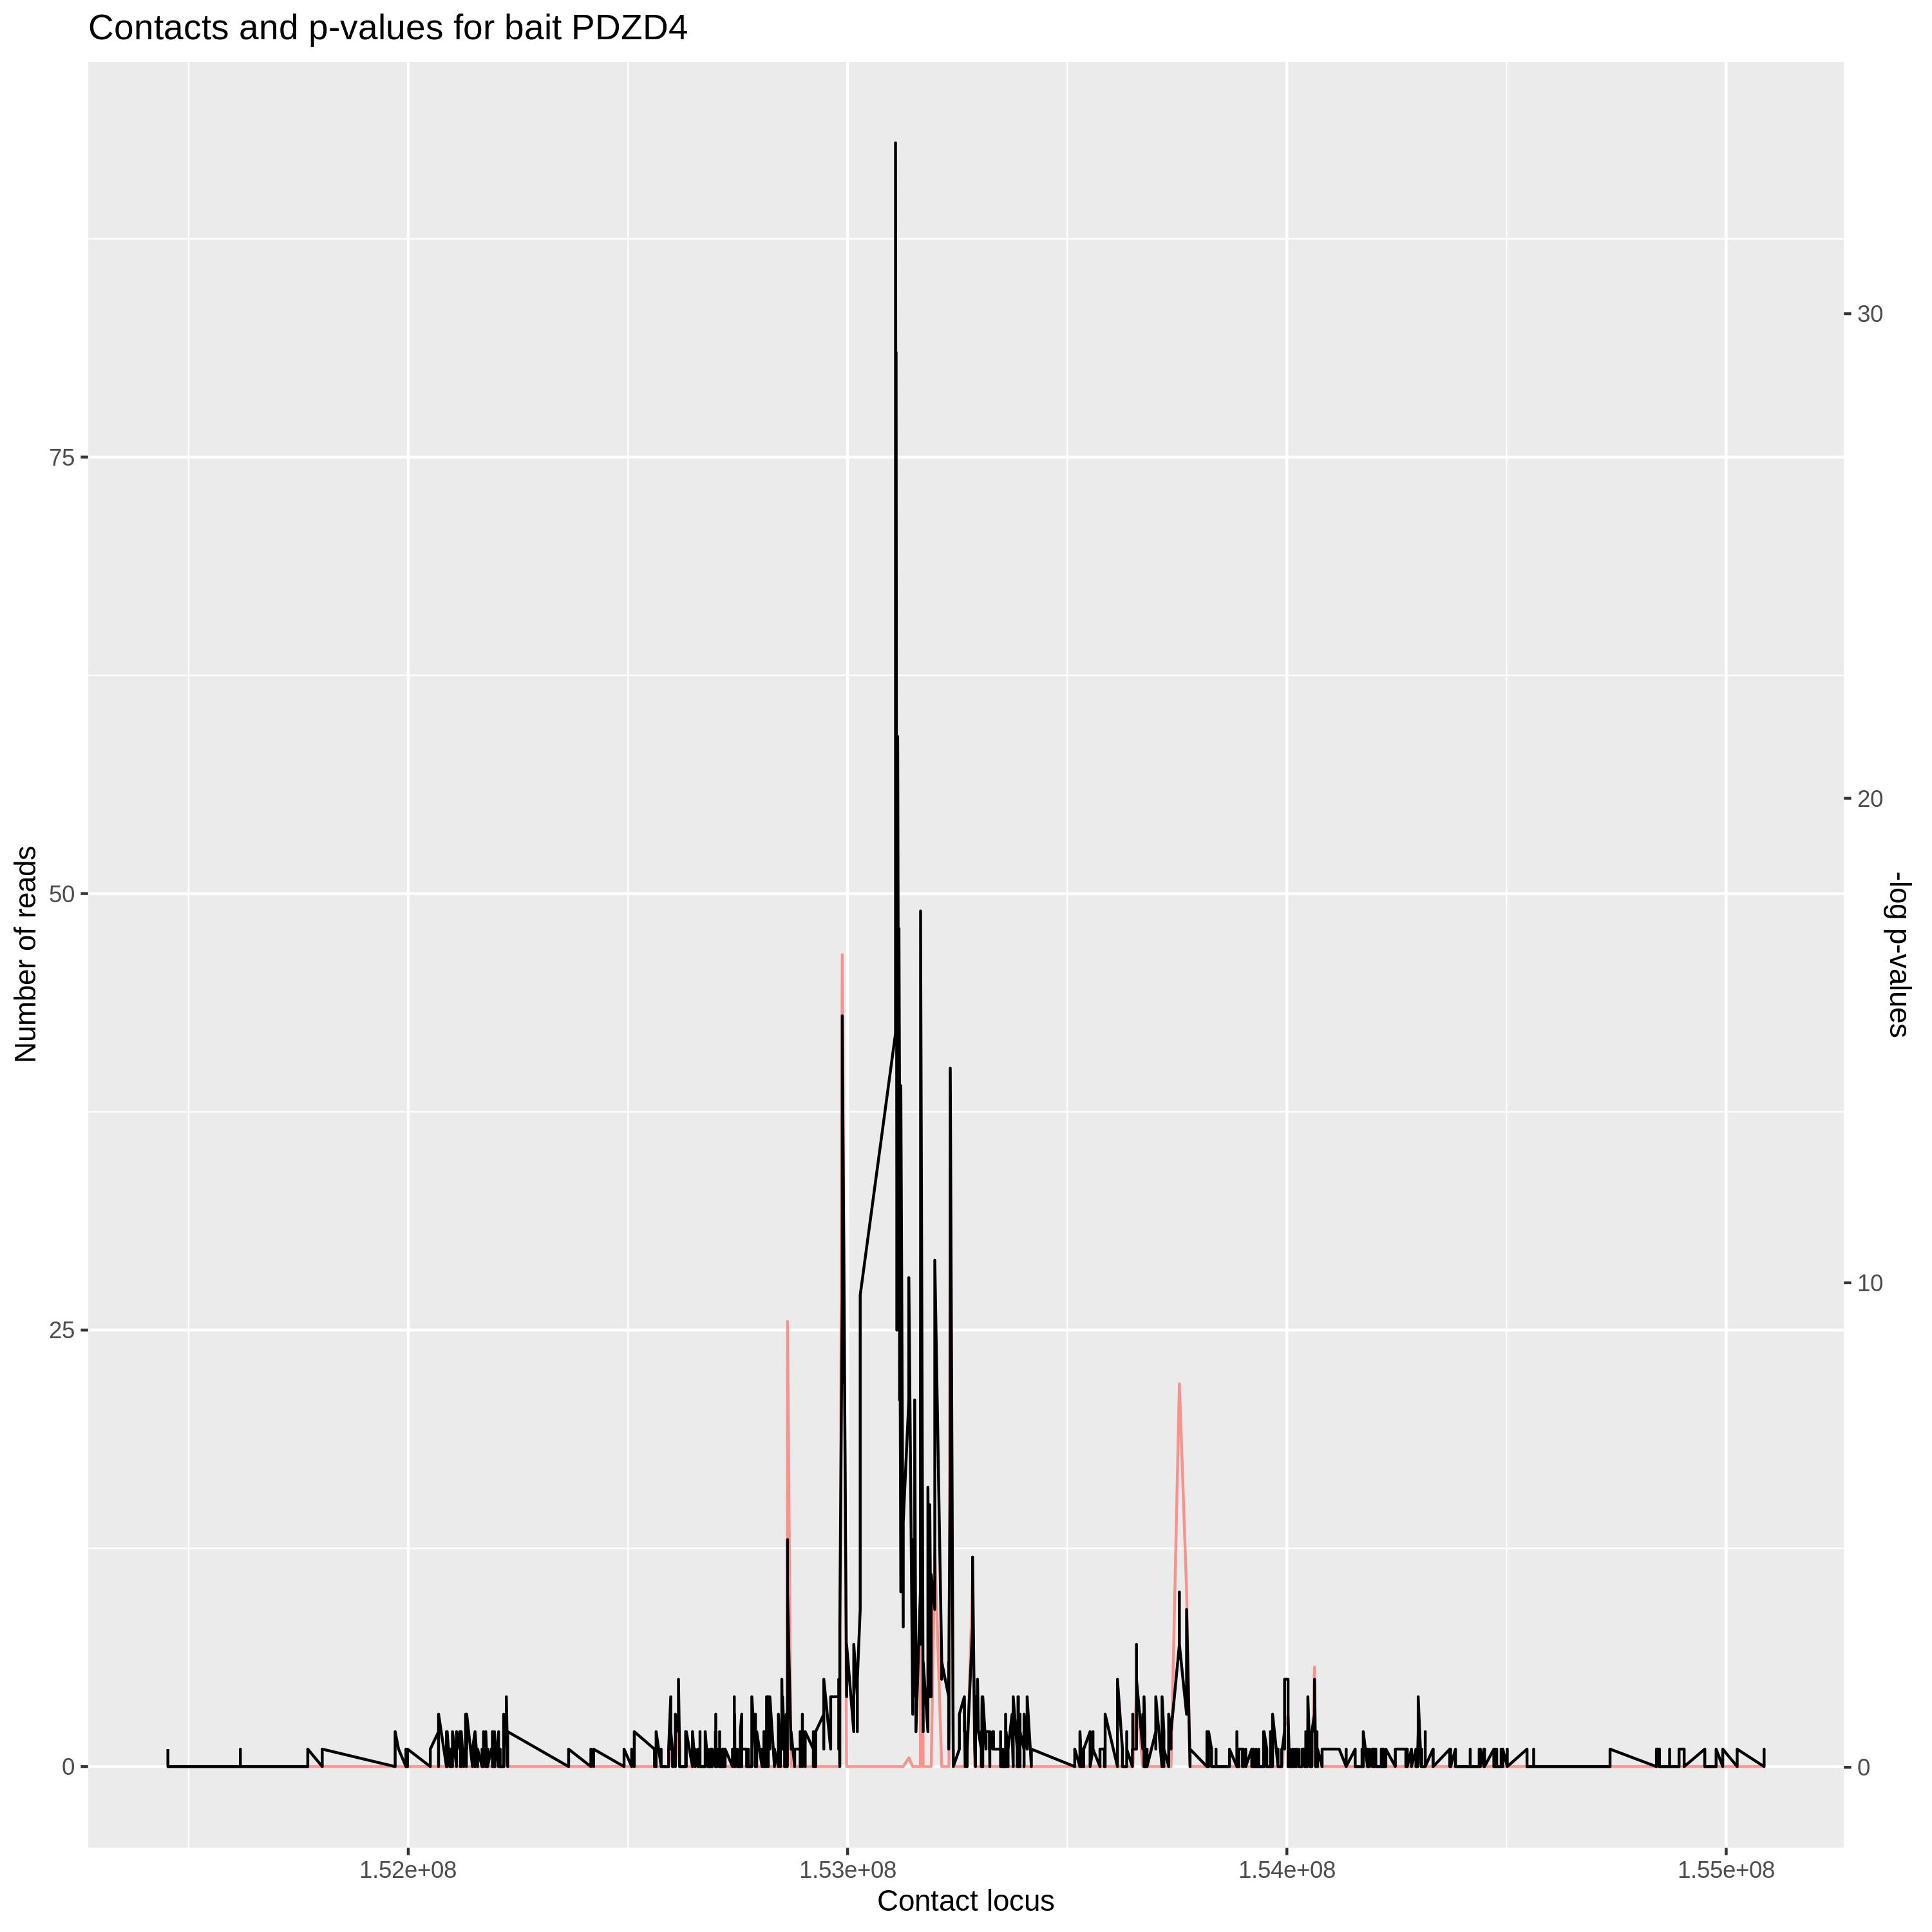 Contacts and p-values for bait PDZD4
Number of reads
75
50
25
0
30
20
10
0
-log p-values
1.52e+08
1.53e+08
1.54e+08
1.55e+08
Contact locus